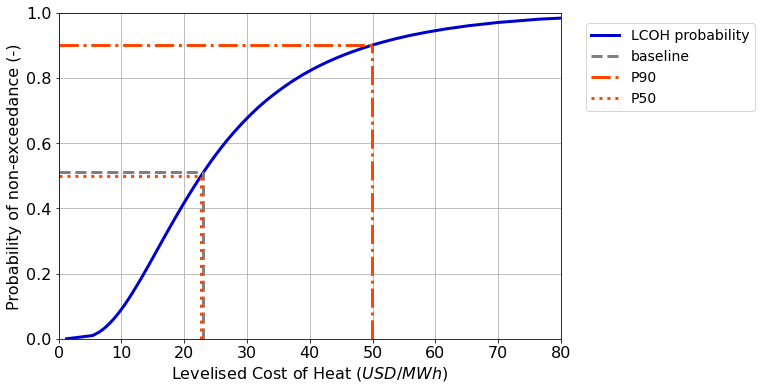 1.0
0.8
0.6
0.4
0.2
0.0
Probability of non-exceedance (-)
0 10 20 30 40 50 60 70 80
Levelised Cost of Heat (USD/MWh)
LCOH probability
baseline
P90
P50